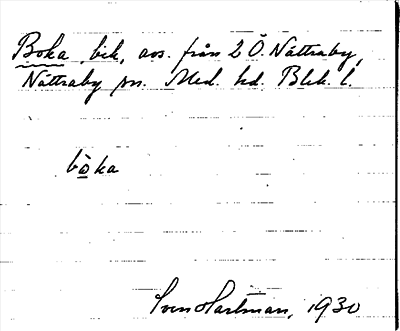 Boka, bik, avs. från 2 Ö. Nättraby,
Nättraby sn. Med. hd. Blek. l.
bòka
Sven Hartman, 1930